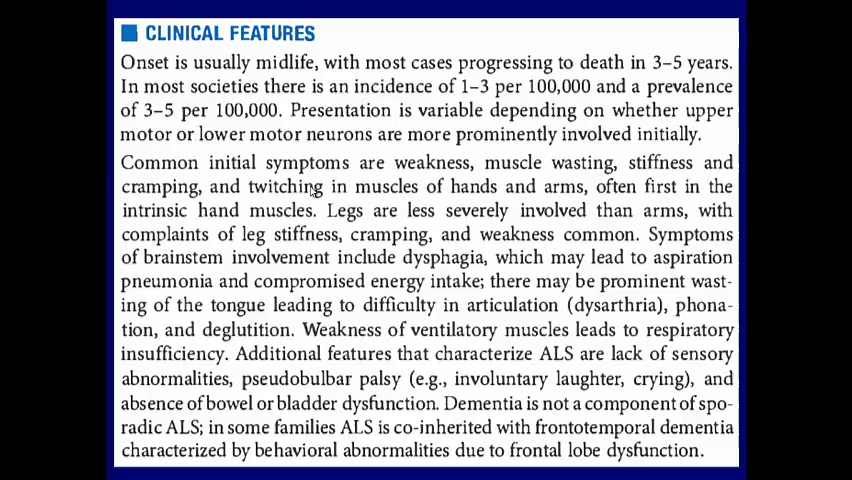 CLINICAL FEATURES
Onset is usually midlife, with most cases progressing to death in 3–5 years.
In most societies there is an incidence of 1–3 per 100,000 and a prevalence
of 3–5 per 100,000. Presentation is variable depending on whether upper
motor or lower motor neurons are more prominently involved initially.
Common initial symptoms are weakness, muscle wasting, stiffness and
cramping, and twitching in muscles of hands and arms, often first in the
intrinsic hand muscles. Legs are less severely involved than arms, with
complaints of leg stiffness, cramping, and weakness common. Symptoms
of brainstem involvement include dysphagia, which may lead to aspiration
pneumonia and compromised energy intake; there may be prominent wast-
ing of the tongue leading to difficulty in articulation (dysarthria), phona-
tion, and deglutition. Weakness of ventilatory muscles leads to respiratory
insufficiency. Additional features that characterize ALS are lack of sensory
abnormalities, pseudobulbar palsy (e.g., involuntary laughter, crying), and
absence of bowel or bladder dysfunction. Dementia is not a component of spo-
radic ALS; in some families ALS is co-inherited with frontotemporal dementia
characterized by behavioral abnormalities due to frontal lobe dysfunction.